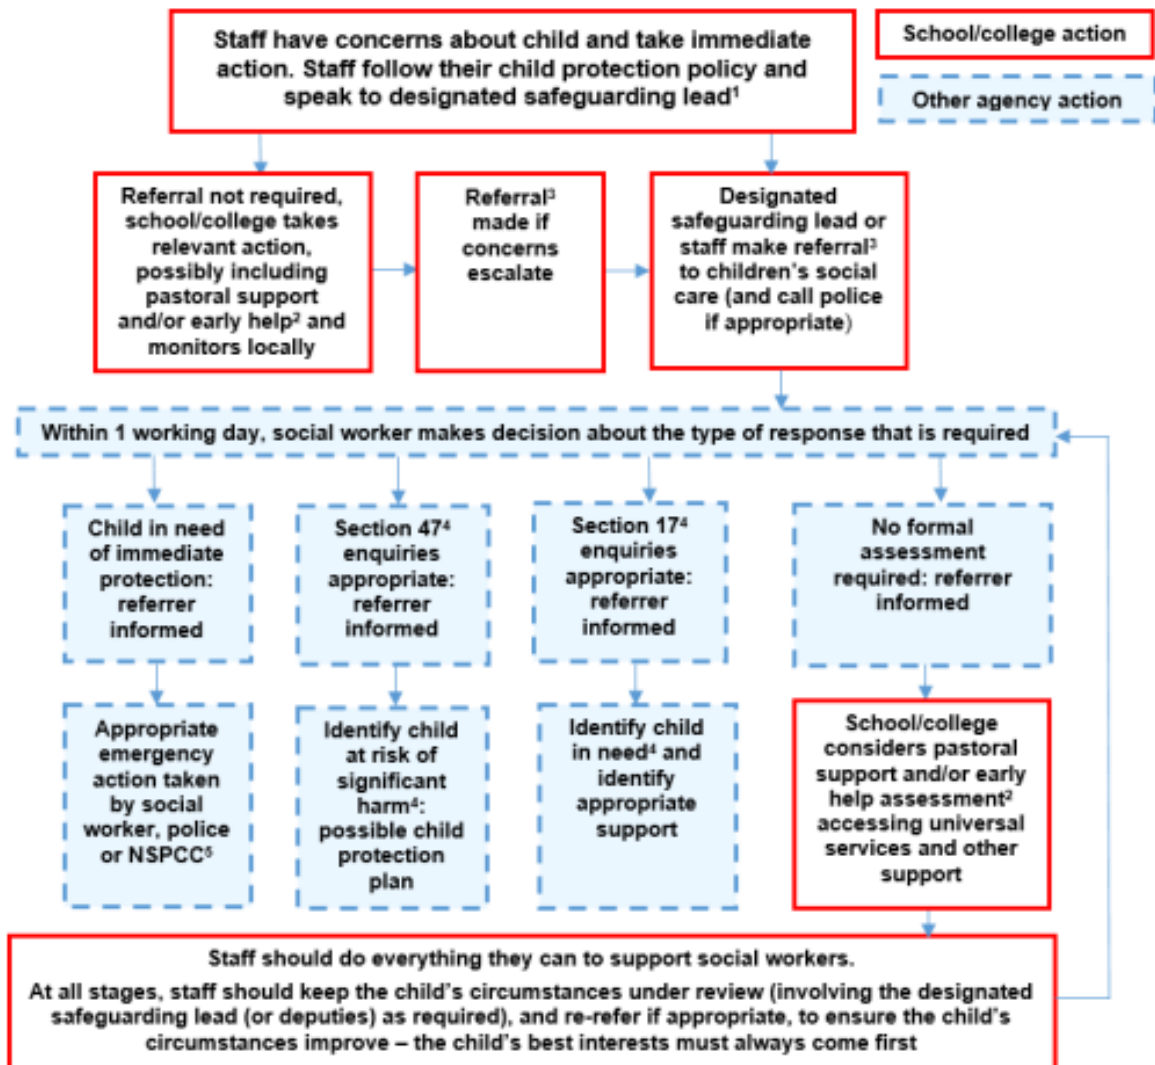 Staff have concerns about child and take immediate
action. Staff follow their child protection policy and
speak to designated safeguarding lead¹
School/college action
Other agency action
Referral not required,
school/college takes
relevant action,
possibly including
pastoral support
and/or early help² and
monitors locally
Referral³
made if
concerns
escalate
Designated
safeguarding lead or
staff make referral³
to children's social
care (and call police
if appropriate)
Within 1 working day, social worker makes decision about the type of response that is required
Child in need
of immediate
protection:
referrer
informed
Section 47⁴
enquiries
appropriate:
referrer
informed
Section 17⁴
enquiries
appropriate:
referrer
informed
No formal
assessment
required: referrer
informed
Appropriate
emergency
action taken
by social
worker, police
or NSPCC⁵
Identify child
at risk of
significant
harm⁴:
possible child
protection
plan
Identify child
in need⁴ and
identify
appropriate
support
School/college
considers pastoral
support and/or early
help assessment²
accessing universal
services and other
support
Staff should do everything they can to support social workers.
At all stages, staff should keep the child's circumstances under review (involving the designated
safeguarding lead (or deputies) as required), and re-refer if appropriate, to ensure the child's
circumstances improve – the child's best interests must always come first